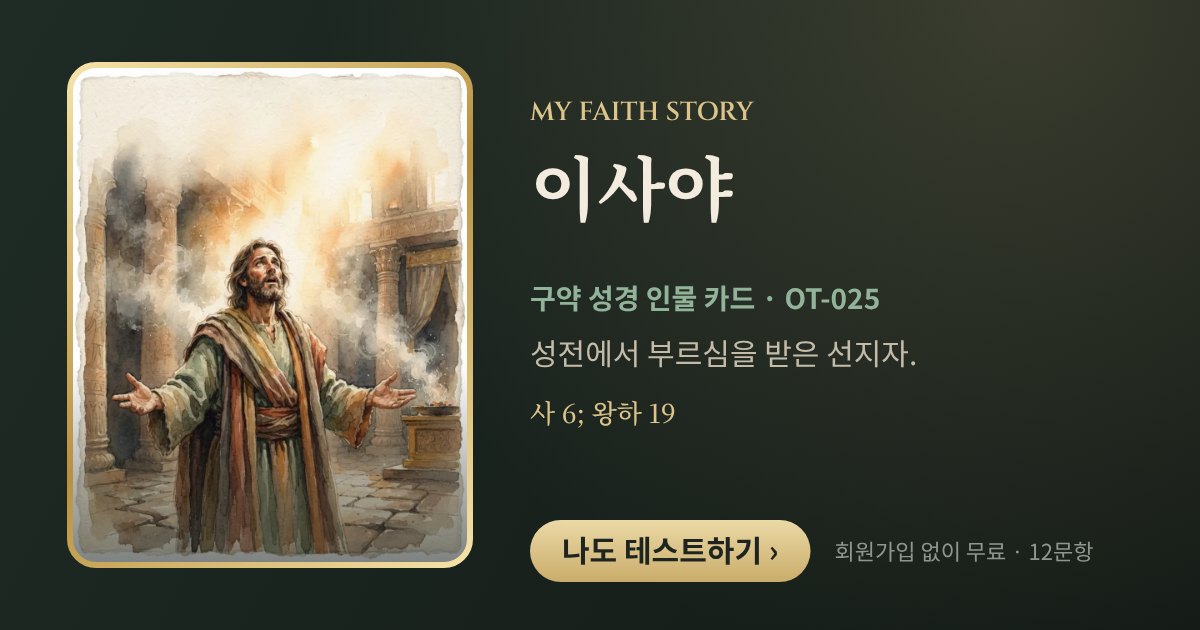 MY FAITH STORY
이사야
구약 성경 인물 카드 · OT-025
성전에서 부르심을 받은 선지자.
사 6; 왕하 19
나도 테스트하기 ›
회원가입 없이 무료 · 12문항